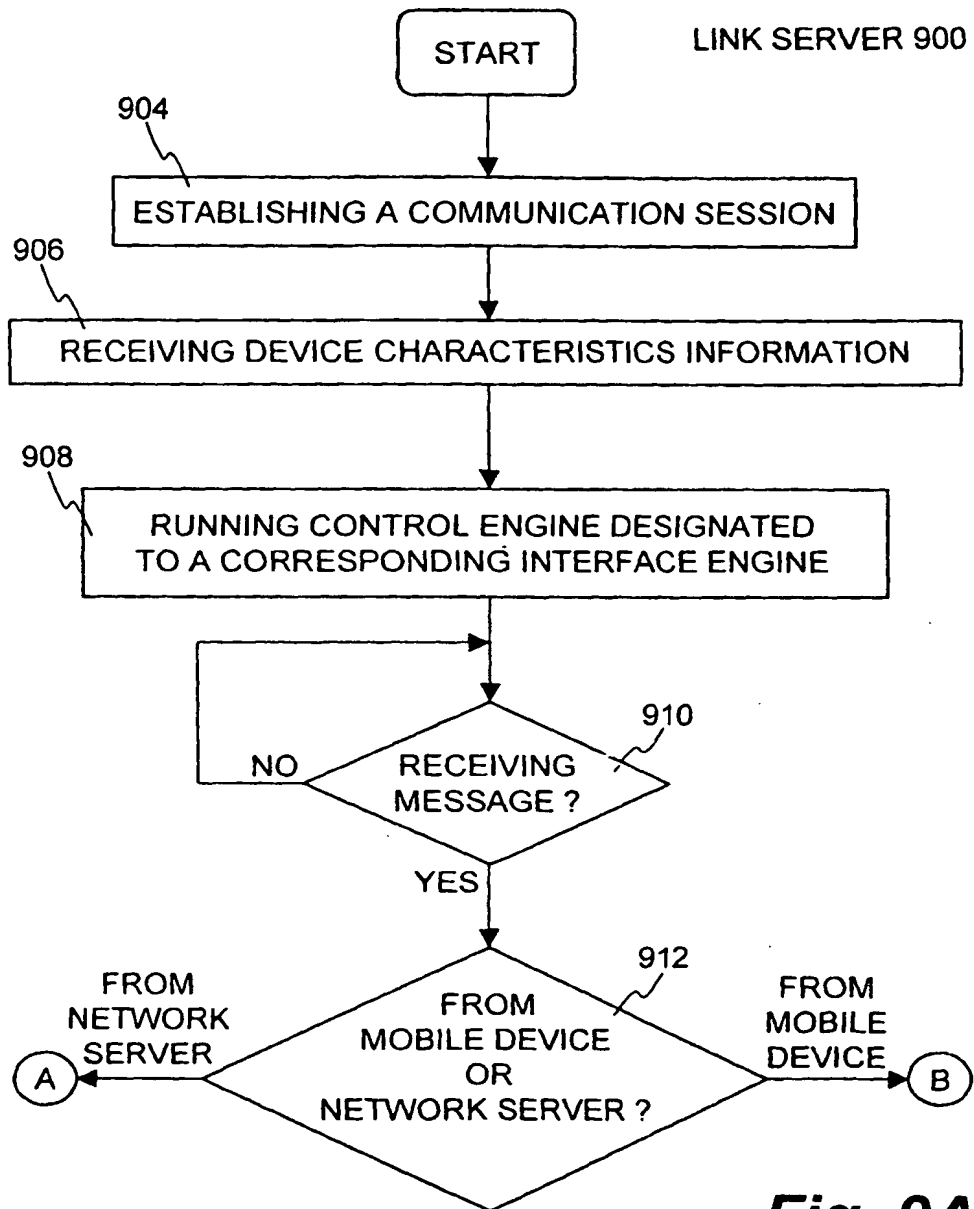 START
LINK SERVER 900
904
ESTABLISHING A COMMUNICATION SESSION
906
RECEIVING DEVICE CHARACTERISTICS INFORMATION
908
RUNNING CONTROL ENGINE DESIGNATED
TO A CORRESPONDING INTERFACE ENGINE
910
NO
RECEIVING
MESSAGE ?
YES
912
FROM
NETWORK
SERVER
FROM
MOBILE DEVICE
OR
NETWORK SERVER ?
FROM
MOBILE
DEVICE
A
B
Fig. 9A